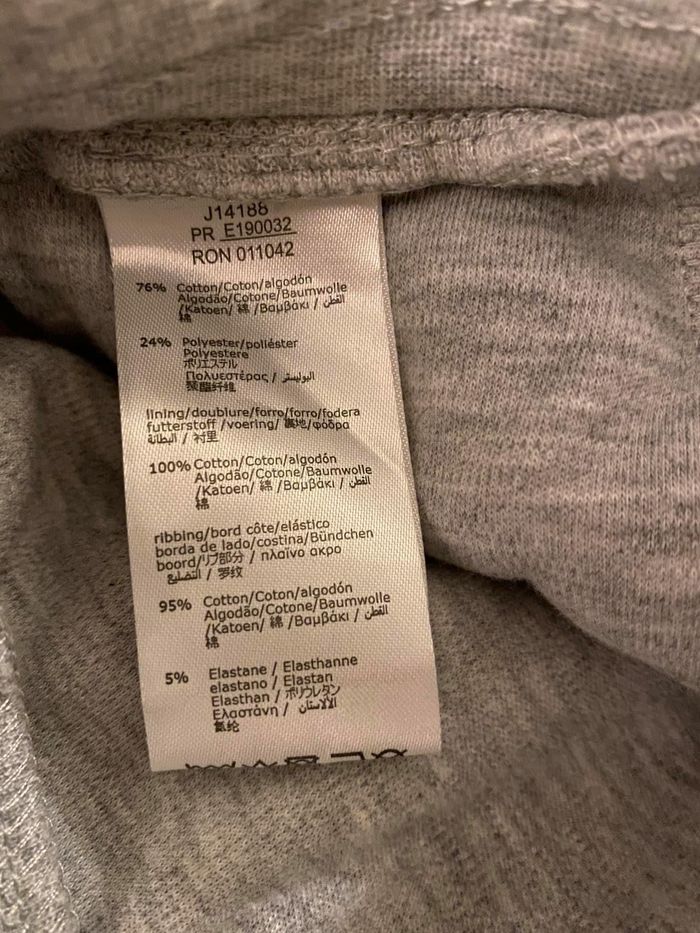 J14188
PR E190032
RON 011042
76% Cotton/Coton/algodón
Algodão/Cotone/Baumwolle
/Katoen/ 綿 /Βαμβάκι / القطن
棉
24% Polyester/poliéster
Polyestere
ポリエステル
Πολυεστέρας / البوليستر
聚酯纤维
lining/doublure/forro/forro/fodera
futterstoff /voering/ 裏地/φόδρα
البطانة / 衬里
100% Cotton/Coton/algodón
Algodão/Cotone/Baumwolle
/Katoen/ 綿 /Βαμβάκι / القطن
棉
ribbing/bord côte/elástico
borda de lado/costina/Bündchen
boord/リブ部分 / πλαϊνο ακρο
التضليع / 罗纹
95% Cotton/Coton/algodón
Algodão/Cotone/Baumwolle
/Katoen/ 綿 /Βαμβάκι / القطن
棉
5% Elastane / Elasthanne
elastano / Elastan
Elasthan / ポリウレタン
Ελαστάνη / الألاستان
氨纶